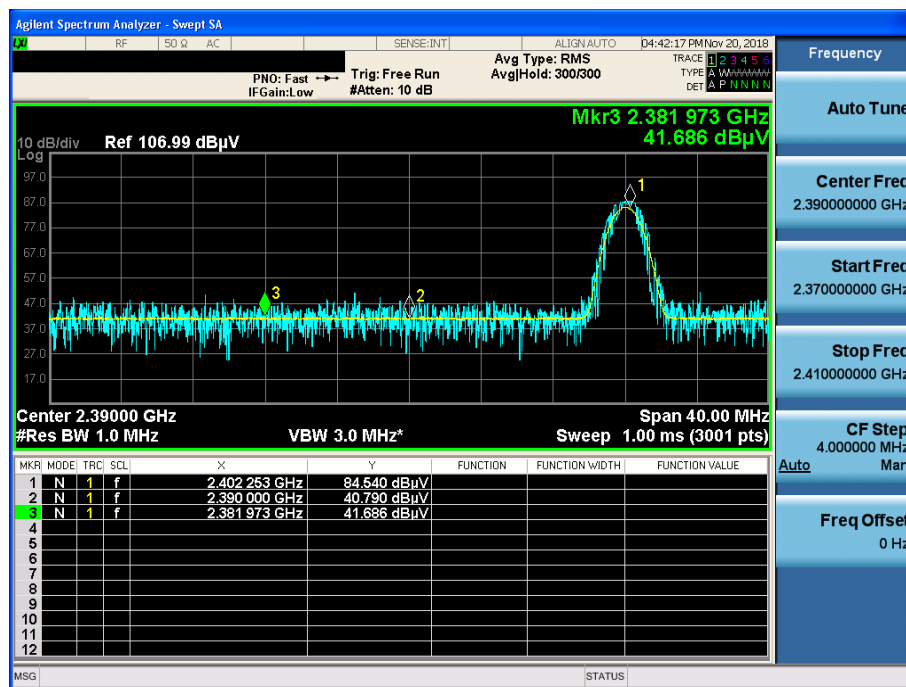 Agilent Spectrum Analyzer - Swept SA
LXI RF 50 Ω AC SENSE:INT ALIGN AUTO 04:42:17 PM Nov 20, 2018
PNO: Fast Trig: Free Run Avg Type: RMS TRACE 1 2 3 4 5 6
IFGain:Low #Atten: 10 dB Avg|Hold: 300/300 TYPE A W W W W W
DET A P N N N N
Mkr3 2.381 973 GHz
41.686 dBµV
10 dB/div Ref 106.99 dBµV
Log
97.0
87.0
77.0
67.0
57.0
47.0
37.0
27.0
17.0
1
2
3
Center 2.39000 GHz Span 40.00 MHz
#Res BW 1.0 MHz VBW 3.0 MHz* Sweep 1.00 ms (3001 pts)
MKR MODE TRC SCL X Y FUNCTION FUNCTION WIDTH FUNCTION VALUE
1 N 1 f 2.402 253 GHz 84.540 dBµV
2 N 1 f 2.390 000 GHz 40.790 dBµV
3 N 1 f 2.381 973 GHz 41.686 dBµV
4
5
6
7
8
9
10
11
12
MSG STATUS
Frequency
Auto Tune
Center Freq
2.390000000 GHz
Start Freq
2.370000000 GHz
Stop Freq
2.410000000 GHz
CF Step
4.000000 MHz
Auto Man
Freq Offset
0 Hz